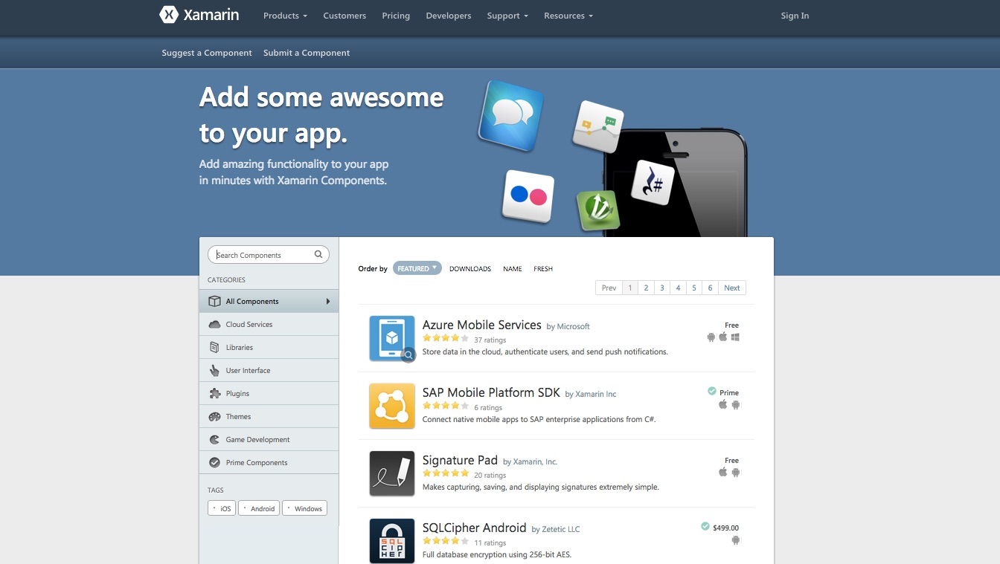 Xamarin
Products
Customers
Pricing
Developers
Support
Resources
Sign In
Suggest a Component
Submit a Component
Add some awesome
to your app.
Add amazing functionality to your app
in minutes with Xamarin Components.
Search Components
CATEGORIES
All Components
Cloud Services
Libraries
User Interface
Plugins
Themes
Game Development
Prime Components
TAGS
iOS
Android
Windows
Order by FEATURED DOWNLOADS NAME FRESH
Prev 1 2 3 4 5 6 Next
Azure Mobile Services by Microsoft
Free
37 ratings
Store data in the cloud, authenticate users, and send push notifications.
SAP Mobile Platform SDK by Xamarin Inc
Prime
6 ratings
Connect native mobile apps to SAP enterprise applications from C#.
Signature Pad by Xamarin, Inc.
Free
20 ratings
Makes capturing, saving, and displaying signatures extremely simple.
SQL
CIP
HER
SQLCipher Android by Zetetic LLC
$499.00
11 ratings
Full database encryption using 256-bit AES.